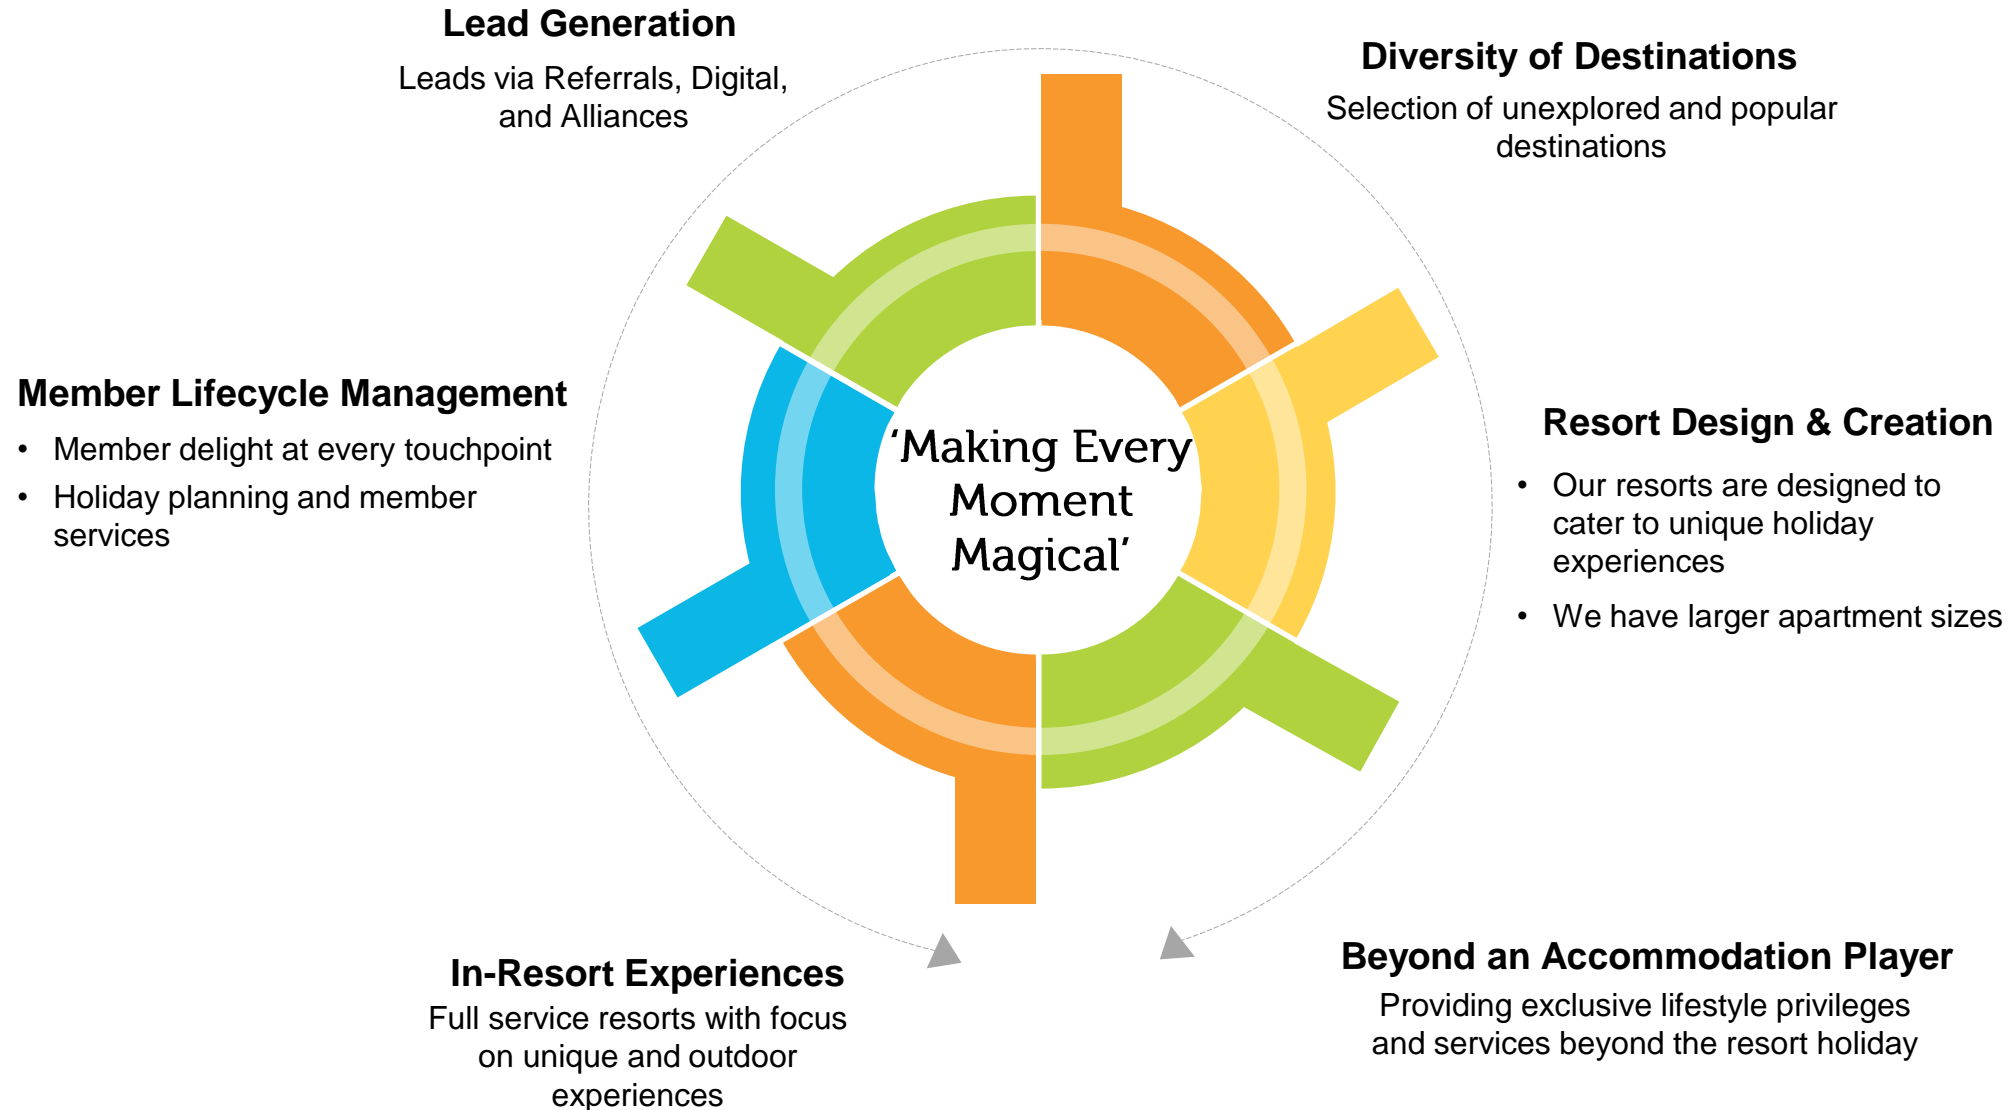 Lead Generation
Leads via Referrals, Digital,
and Alliances
Diversity of Destinations
Selection of unexplored and popular
destinations
Member Lifecycle Management
• Member delight at every touchpoint
• Holiday planning and member
services
‘Making Every
Moment
Magical’
Resort Design & Creation
• Our resorts are designed to
cater to unique holiday
experiences
• We have larger apartment sizes
In-Resort Experiences
Full service resorts with focus
on unique and outdoor
experiences
Beyond an Accommodation Player
Providing exclusive lifestyle privileges
and services beyond the resort holiday